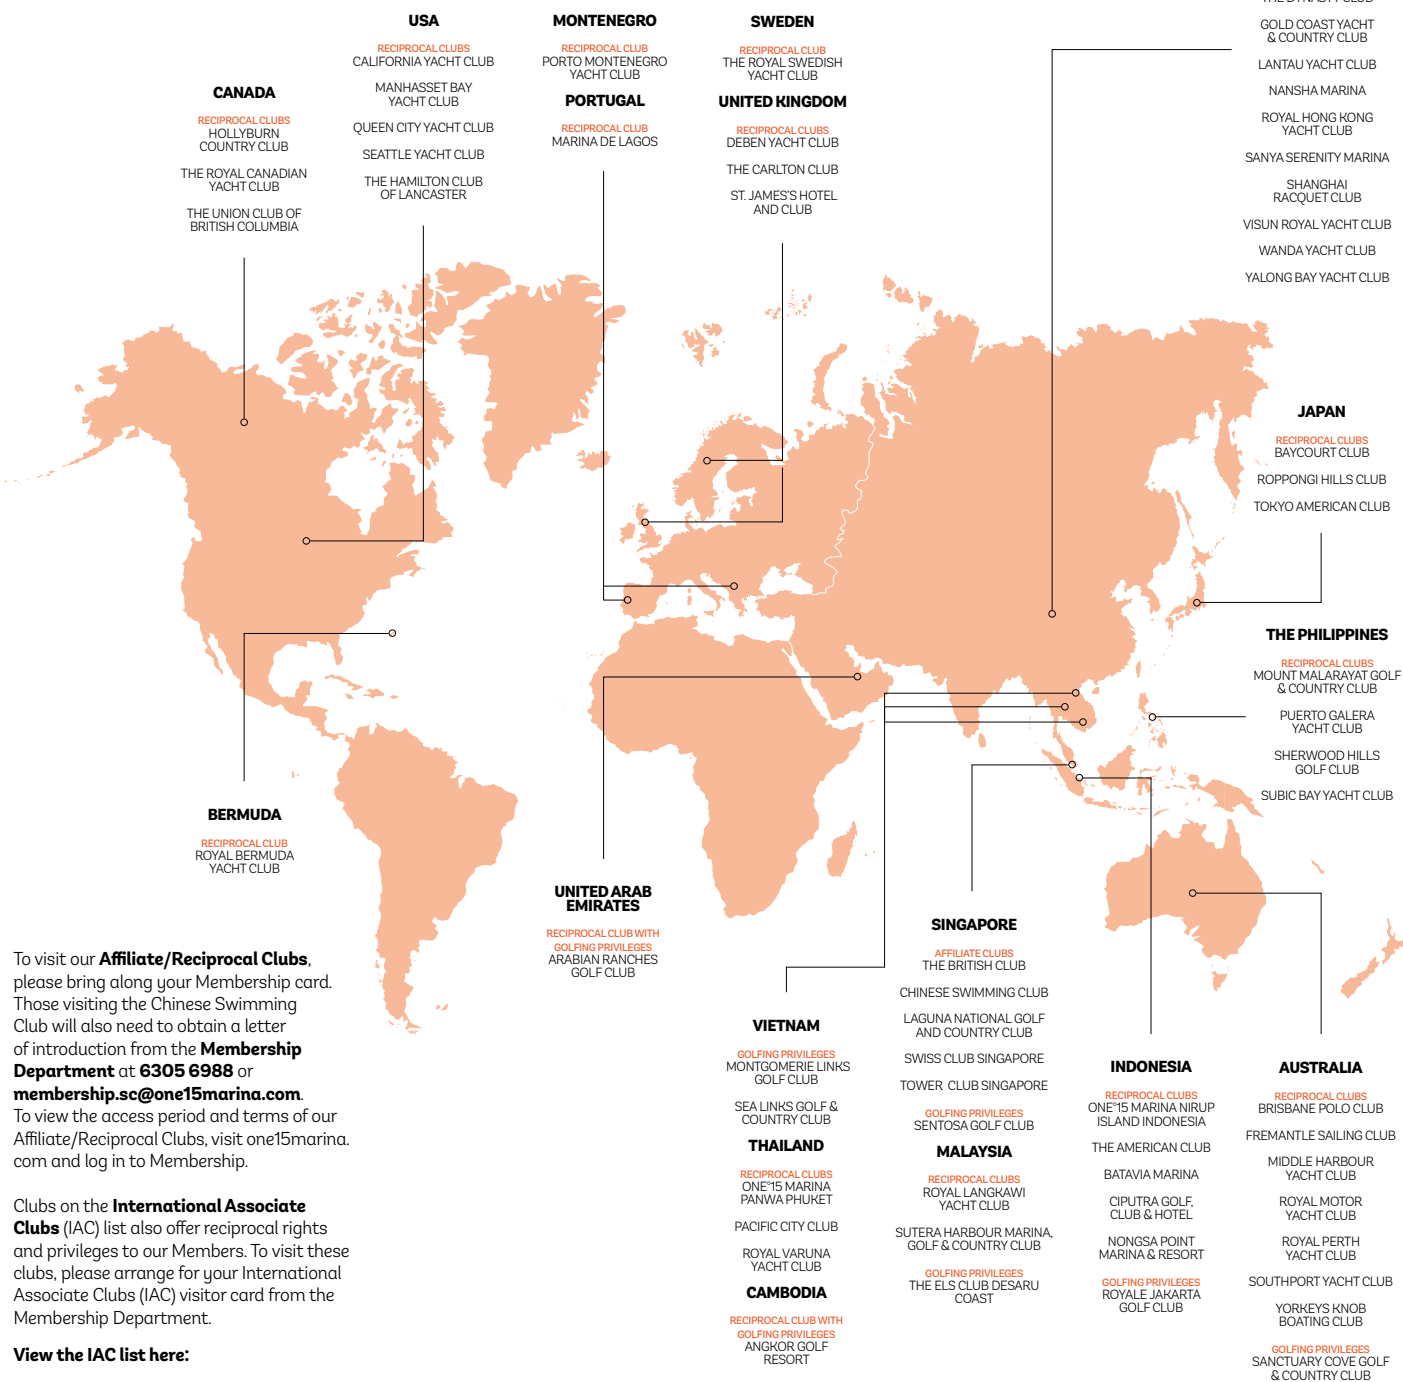 CANADA
RECIPROCAL CLUBS
HOLLYBURN
COUNTRY CLUB
THE ROYAL CANADIAN
YACHT CLUB
THE UNION CLUB OF
BRITISH COLUMBIA
USA
RECIPROCAL CLUBS
CALIFORNIA YACHT CLUB
MANHASSET BAY
YACHT CLUB
QUEEN CITY YACHT CLUB
SEATTLE YACHT CLUB
THE HAMILTON CLUB
OF LANCASTER
MONTENEGRO
RECIPROCAL CLUB
PORTO MONTENEGRO
YACHT CLUB
PORTUGAL
RECIPROCAL CLUB
MARINA DE LAGOS
SWEDEN
RECIPROCAL CLUB
THE ROYAL SWEDISH
YACHT CLUB
UNITED KINGDOM
RECIPROCAL CLUBS
DEBEN YACHT CLUB
THE CARLTON CLUB
ST. JAMES'S HOTEL
AND CLUB
THE DYNASTY CLUB
GOLD COAST YACHT
& COUNTRY CLUB
LANTAU YACHT CLUB
NANSHA MARINA
ROYAL HONG KONG
YACHT CLUB
SANYA SERENITY MARINA
SHANGHAI
RACQUET CLUB
VISUN ROYAL YACHT CLUB
WANDA YACHT CLUB
YALONG BAY YACHT CLUB
JAPAN
RECIPROCAL CLUBS
BAYCOURT CLUB
ROPPONGI HILLS CLUB
TOKYO AMERICAN CLUB
THE PHILIPPINES
RECIPROCAL CLUBS
MOUNT MALARAYAT GOLF
& COUNTRY CLUB
PUERTO GALERA
YACHT CLUB
SHERWOOD HILLS
GOLF CLUB
SUBIC BAY YACHT CLUB
BERMUDA
RECIPROCAL CLUB
ROYAL BERMUDA
YACHT CLUB
UNITED ARAB
EMIRATES
RECIPROCAL CLUB WITH
GOLFING PRIVILEGES
ARABIAN RANCHES
GOLF CLUB
To visit our Affiliate/Reciprocal Clubs,
please bring along your Membership card.
Those visiting the Chinese Swimming
Club will also need to obtain a letter
of introduction from the Membership
Department at 6305 6988 or
membership.sc@one15marina.com.
To view the access period and terms of our
Affiliate/Reciprocal Clubs, visit one15marina.
com and log in to Membership.
Clubs on the International Associate
Clubs (IAC) list also offer reciprocal rights
and privileges to our Members. To visit these
clubs, please arrange for your International
Associate Clubs (IAC) visitor card from the
Membership Department.
View the IAC list here:
VIETNAM
GOLFING PRIVILEGES
MONTGOMERIE LINKS
GOLF CLUB
SEA LINKS GOLF &
COUNTRY CLUB
THAILAND
RECIPROCAL CLUBS
ONE°15 MARINA
PANWA PHUKET
PACIFIC CITY CLUB
ROYAL VARUNA
YACHT CLUB
CAMBODIA
RECIPROCAL CLUB WITH
GOLFING PRIVILEGES
ANGKOR GOLF
RESORT
SINGAPORE
AFFILIATE CLUBS
THE BRITISH CLUB
CHINESE SWIMMING CLUB
LAGUNA NATIONAL GOLF
AND COUNTRY CLUB
SWISS CLUB SINGAPORE
TOWER CLUB SINGAPORE
GOLFING PRIVILEGES
SENTOSA GOLF CLUB
MALAYSIA
RECIPROCAL CLUBS
ROYAL LANGKAWI
YACHT CLUB
SUTERA HARBOUR MARINA,
GOLF & COUNTRY CLUB
GOLFING PRIVILEGES
THE ELS CLUB DESARU
COAST
INDONESIA
RECIPROCAL CLUBS
ONE°15 MARINA NIRUP
ISLAND INDONESIA
THE AMERICAN CLUB
BATAVIA MARINA
CIPUTRA GOLF,
CLUB & HOTEL
NONGSA POINT
MARINA & RESORT
GOLFING PRIVILEGES
ROYALE JAKARTA
GOLF CLUB
AUSTRALIA
RECIPROCAL CLUBS
BRISBANE POLO CLUB
FREMANTLE SAILING CLUB
MIDDLE HARBOUR
YACHT CLUB
ROYAL MOTOR
YACHT CLUB
ROYAL PERTH
YACHT CLUB
SOUTHPORT YACHT CLUB
YORKEYS KNOB
BOATING CLUB
GOLFING PRIVILEGES
SANCTUARY COVE GOLF
& COUNTRY CLUB